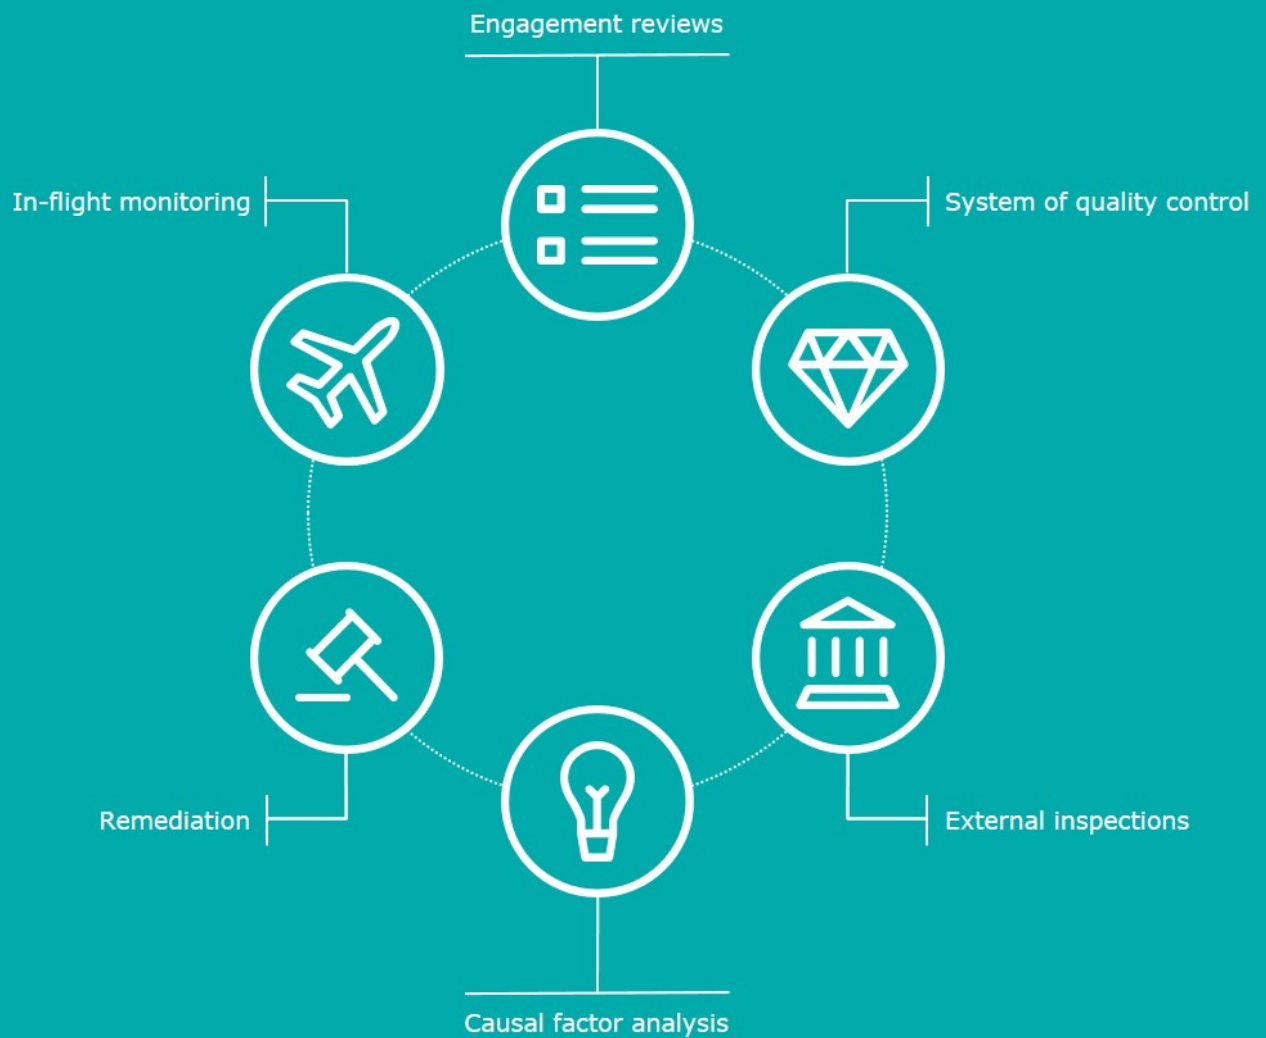 Engagement reviews
In-flight monitoring
System of quality control
Remediation
External inspections
Causal factor analysis